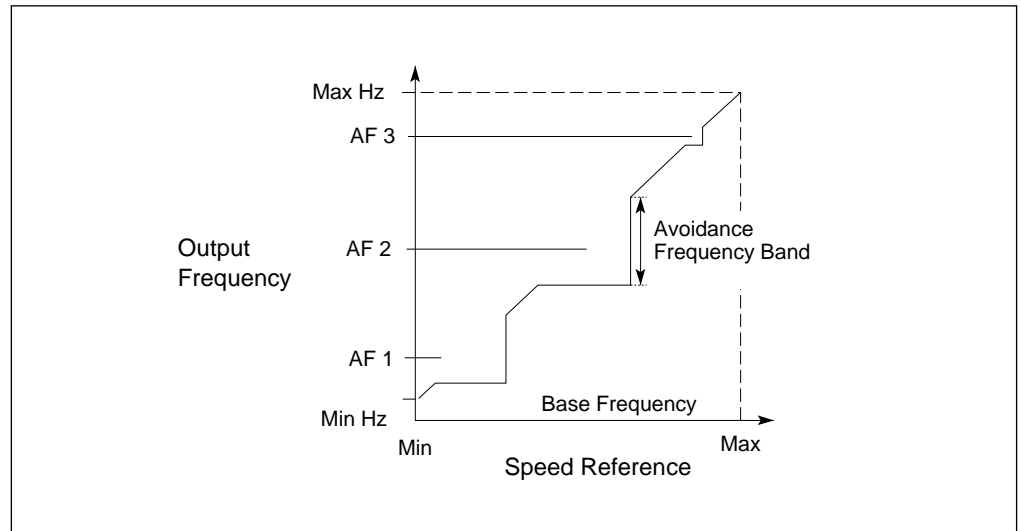 Max Hz
AF 3
AF 2
Output
Frequency
Avoidance
Frequency Band
AF 1
Base Frequency
Min Hz
Min
Max
Speed Reference